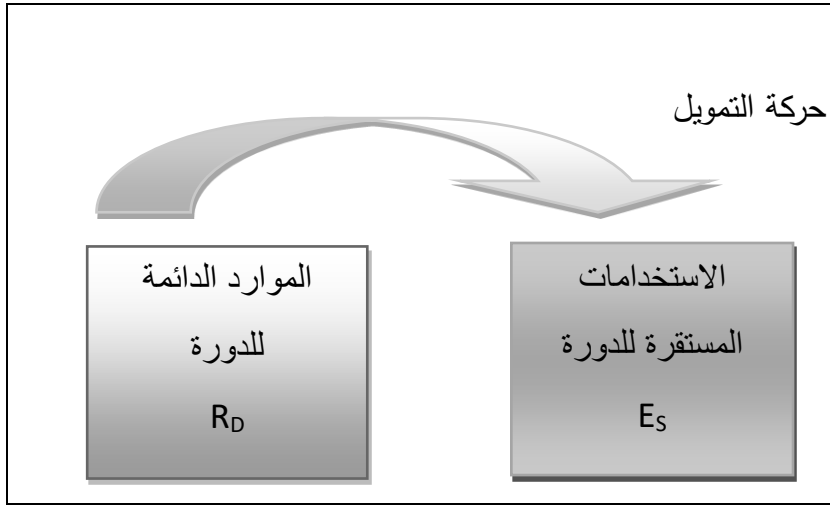 حركة التمويل
الاستخدامات
المستقرة للدورة
E_S
الموارد الدائمة
للدورة
R_D